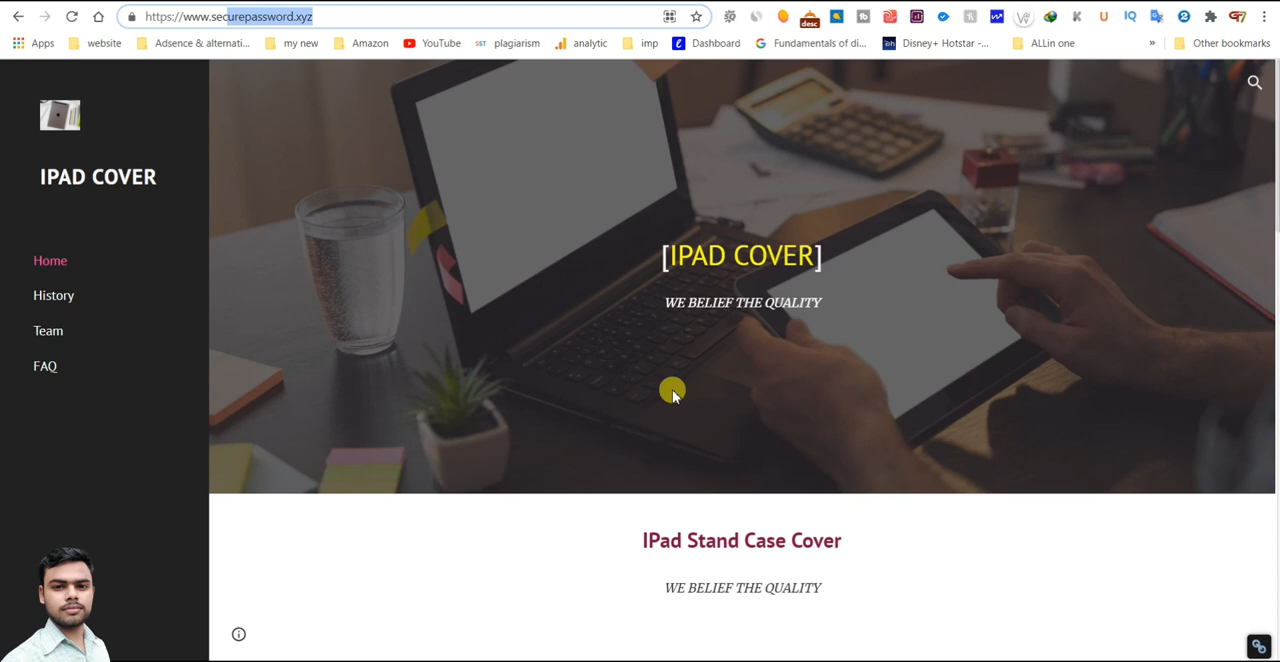 https://www.securepassword.xyz
desc
Apps website Adsence & alternati... my new Amazon YouTube SST plagiarism analytic imp Dashboard Fundamentals of di... Disney+ Hotstar -... ALLin one » Other bookmarks
IPAD COVER
Home
History
Team
FAQ
[IPAD COVER]
WE BELIEF THE QUALITY
IPad Stand Case Cover
WE BELIEF THE QUALITY